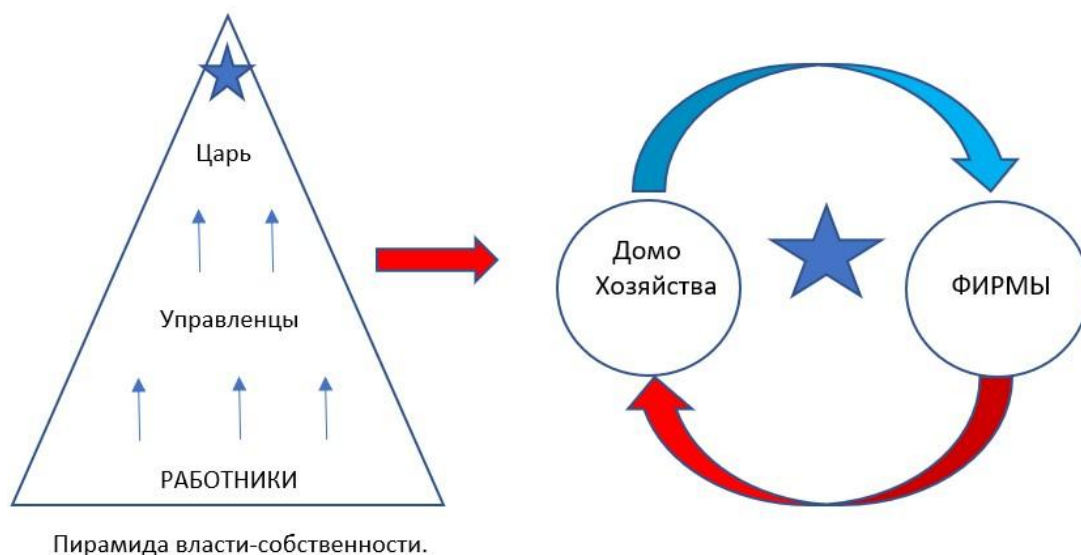 Царь
Управленцы
РАБОТНИКИ
Пирамида власти-собственности.
Домо
Хозяйства
ФИРМЫ